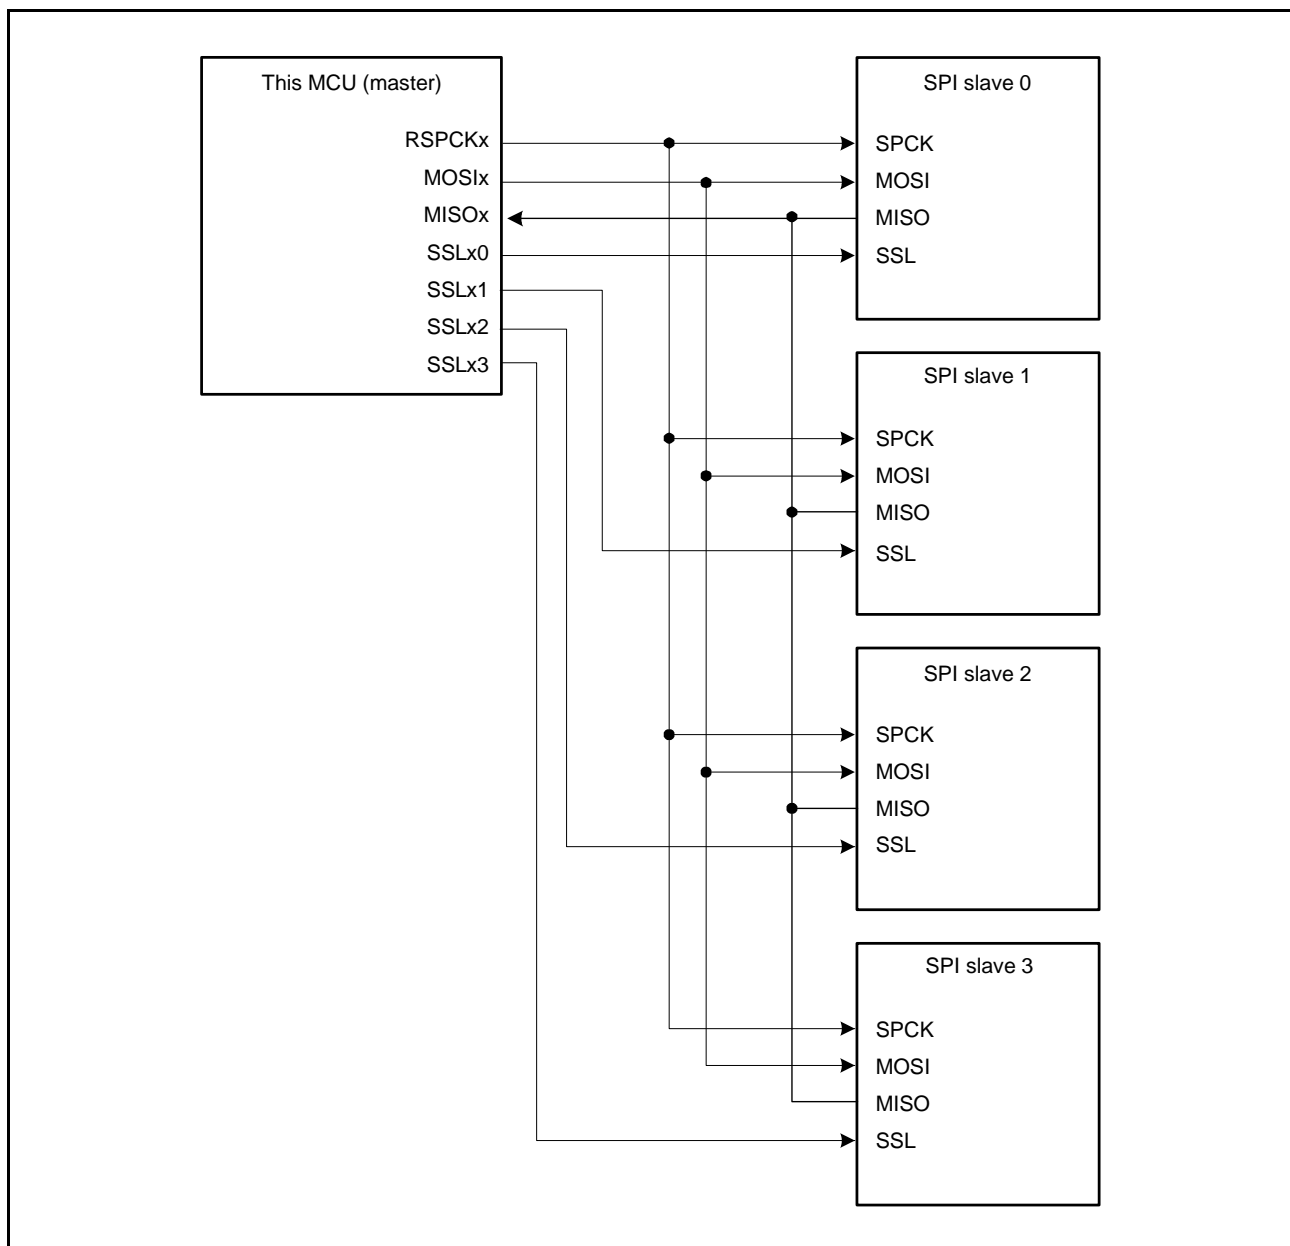 This MCU (master)
RSPCKx
MOSIx
MISOx
SSLx0
SSLx1
SSLx2
SSLx3
SPI slave 0
SPCK
MOSI
MISO
SSL
SPI slave 1
SPCK
MOSI
MISO
SSL
SPI slave 2
SPCK
MOSI
MISO
SSL
SPI slave 3
SPCK
MOSI
MISO
SSL